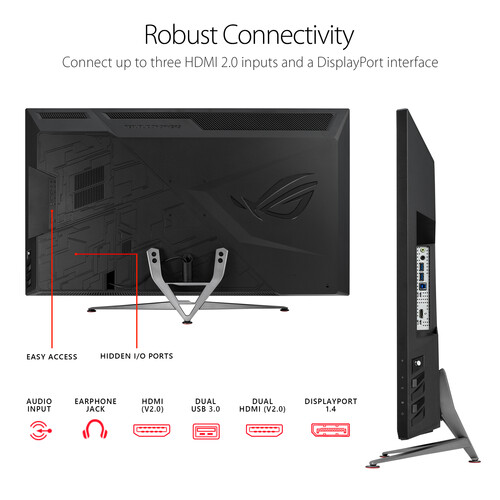 Robust Connectivity
Connect up to three HDMI 2.0 inputs and a DisplayPort interface
EASY ACCESS
HIDDEN I/O PORTS
AUDIO
INPUT
EARPHONE
JACK
HDMI
(V2.0)
DUAL
USB 3.0
DUAL
HDMI (V2.0)
DISPLAYPORT
1.4